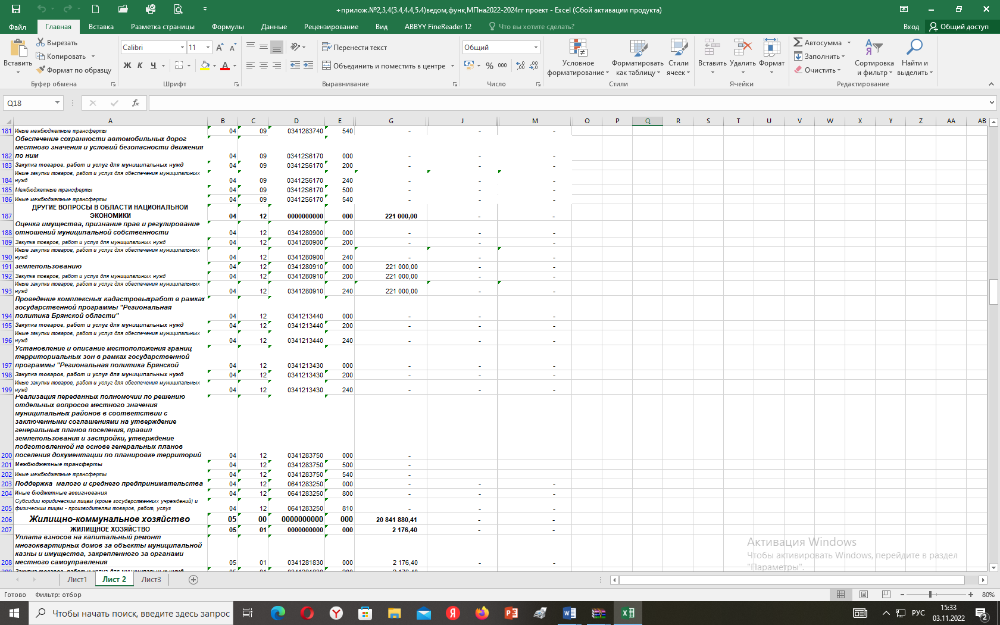 +прилож.№2,3,4(3.4,4.4,5.4)ведом,функ,МПна2022-2024гг проект - Excel (Сбой активации продукта)
Файл Главная Вставка Разметка страницы Формулы Данные Рецензирование Вид ABBYY FineReader 12 Что вы хотите сделать? Вход Общий доступ
Вставить
Вырезать
Копировать
Формат по образцу
Буфер обмена
Calibri 11
Ж К Ч А
Шрифт
Перенести текст
Объединить и поместить в центре
Выравнивание
Общий
% 000
Число
Условное форматирование
Форматировать как таблицу
Стили ячеек
Стили
Вставить Удалить Формат
Ячейки
Автосумма
Заполнить
Очистить
Сортировка и фильтр
Найти и выделить
Редактирование
Q18 fx
A B C D E G J M O P Q R S T U V W X Y Z AA AB
181 Иные межбюджетные трансферты 04 09 0341283740 540 - - -
Обеспечение сохранности автомобильных дорог
местного значения и условий безопасности движения
182 по ним 04 09 03412S6170 000 - - -
183 Закупка товаров, работ и услуг для муниципальных нужд 04 09 03412S6170 200 - - -
Иные закупки товаров, работ и услуг для обеспечения муниципальных
184 нужд 04 09 03412S6170 240 - - -
185 Межбюджетные трансферты 04 09 03412S6170 500 - - -
186 Иные межбюджетные трансферты 04 09 03412S6170 540 - - -
ДРУГИЕ ВОПРОСЫ В ОБЛАСТИ НАЦИОНАЛЬНОЙ
187 ЭКОНОМИКИ 04 12 0000000000 000 221 000,00 - -
Оценка имущества, признание прав и регулирование
188 отношений муниципальной собственности 04 12 0341280900 000 - - -
189 Закупка товаров, работ и услуг для муниципальных нужд 04 12 0341280900 200 - - -
Иные закупки товаров, работ и услуг для обеспечения муниципальных
190 нужд 04 12 0341280900 240 - - -
191 землепользованию 04 12 0341280910 000 221 000,00 - -
192 Закупка товаров, работ и услуг для муниципальных нужд 04 12 0341280910 200 221 000,00 - -
Иные закупки товаров, работ и услуг для обеспечения муниципальных
193 нужд 04 12 0341280910 240 221 000,00 - -
Проведение комплексных кадастровыхработ в рамках
государственной программы "Региональная
194 политика Брянской области" 04 12 0341213440 000 - - -
195 Закупка товаров, работ и услуг для муниципальных нужд 04 12 0341213440 200 - - -
Иные закупки товаров, работ и услуг для обеспечения муниципальных
196 нужд 04 12 0341213440 240 - - -
Установление и описание местоположения границ
территориальных зон в рамках государственной
197 программы "Региональная политика Брянской 04 12 0341213430 000 - - -
198 Закупка товаров, работ и услуг для муниципальных нужд 04 12 0341213430 200 - - -
Иные закупки товаров, работ и услуг для обеспечения муниципальных
199 нужд 04 12 0341213430 240 - - -
Реализация переданных полномочий по решению
отдельных вопросов местного значения
муниципальных районов в соответствии с
заключенными соглашениями на утверждение
генеральных планов поселения, правил
землепользования и застройки, утверждение
подготовленной на основе генеральных планов
200 поселения документации по планировке территорий 04 12 0341283750 000 -
201 Межбюджетные трансферты 04 12 0341283750 500 -
202 Иные межбюджетные трансферты 04 12 0341283750 540 -
203 Поддержка малого и среднего предпринимательства 04 12 0641283250 000 - - -
204 Иные бюджетные ассигнования 04 12 0641283250 800 - - -
Субсидии юридическим лицам (кроме государственных учреждений) и
205 физическим лицам - производителям товаров, работ, услуг 04 12 0641283250 810 - - -
206 Жилищно-коммунальное хозяйство 05 00 0000000000 000 20 841 880,41 - -
207 ЖИЛИЩНОЕ ХОЗЯЙСТВО 05 01 0000000000 000 2 176,40 - -
Уплата взносов на капитальный ремонт
многоквартирных домов за объекты муниципальной
казны и имущества, закрепленного за органами
208 местного самоуправления 05 01 0341281830 000 2 176,40 - -
Активация Windows
Чтобы активировать Windows, перейдите в раздел
"Параметры".
Лист1 Лист 2 Лист3
Готово Фильтр: отбор 80%
Чтобы начать поиск, введите здесь запрос
РУС 15:33
03.11.2022 2